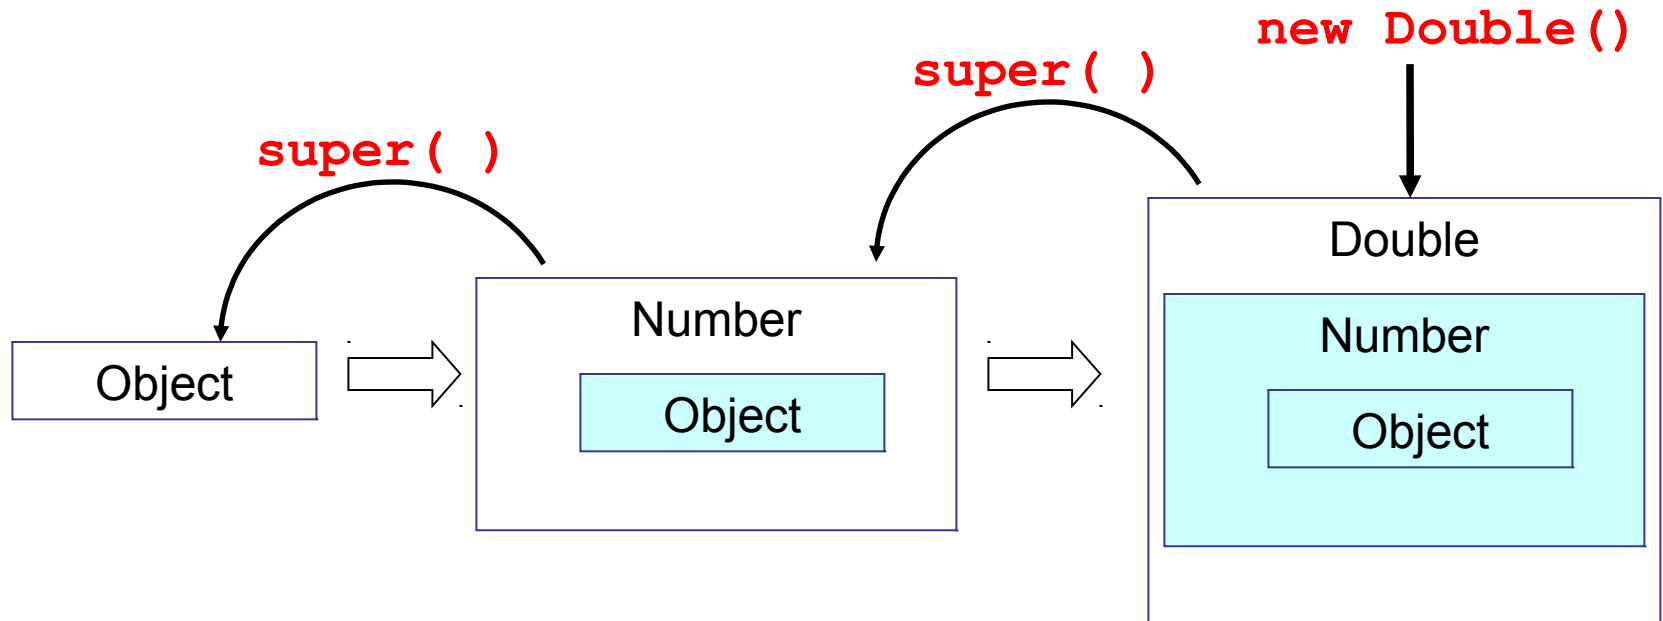 new Double()
super( )
super( )
Double
Number
Number
Object
Object
Object